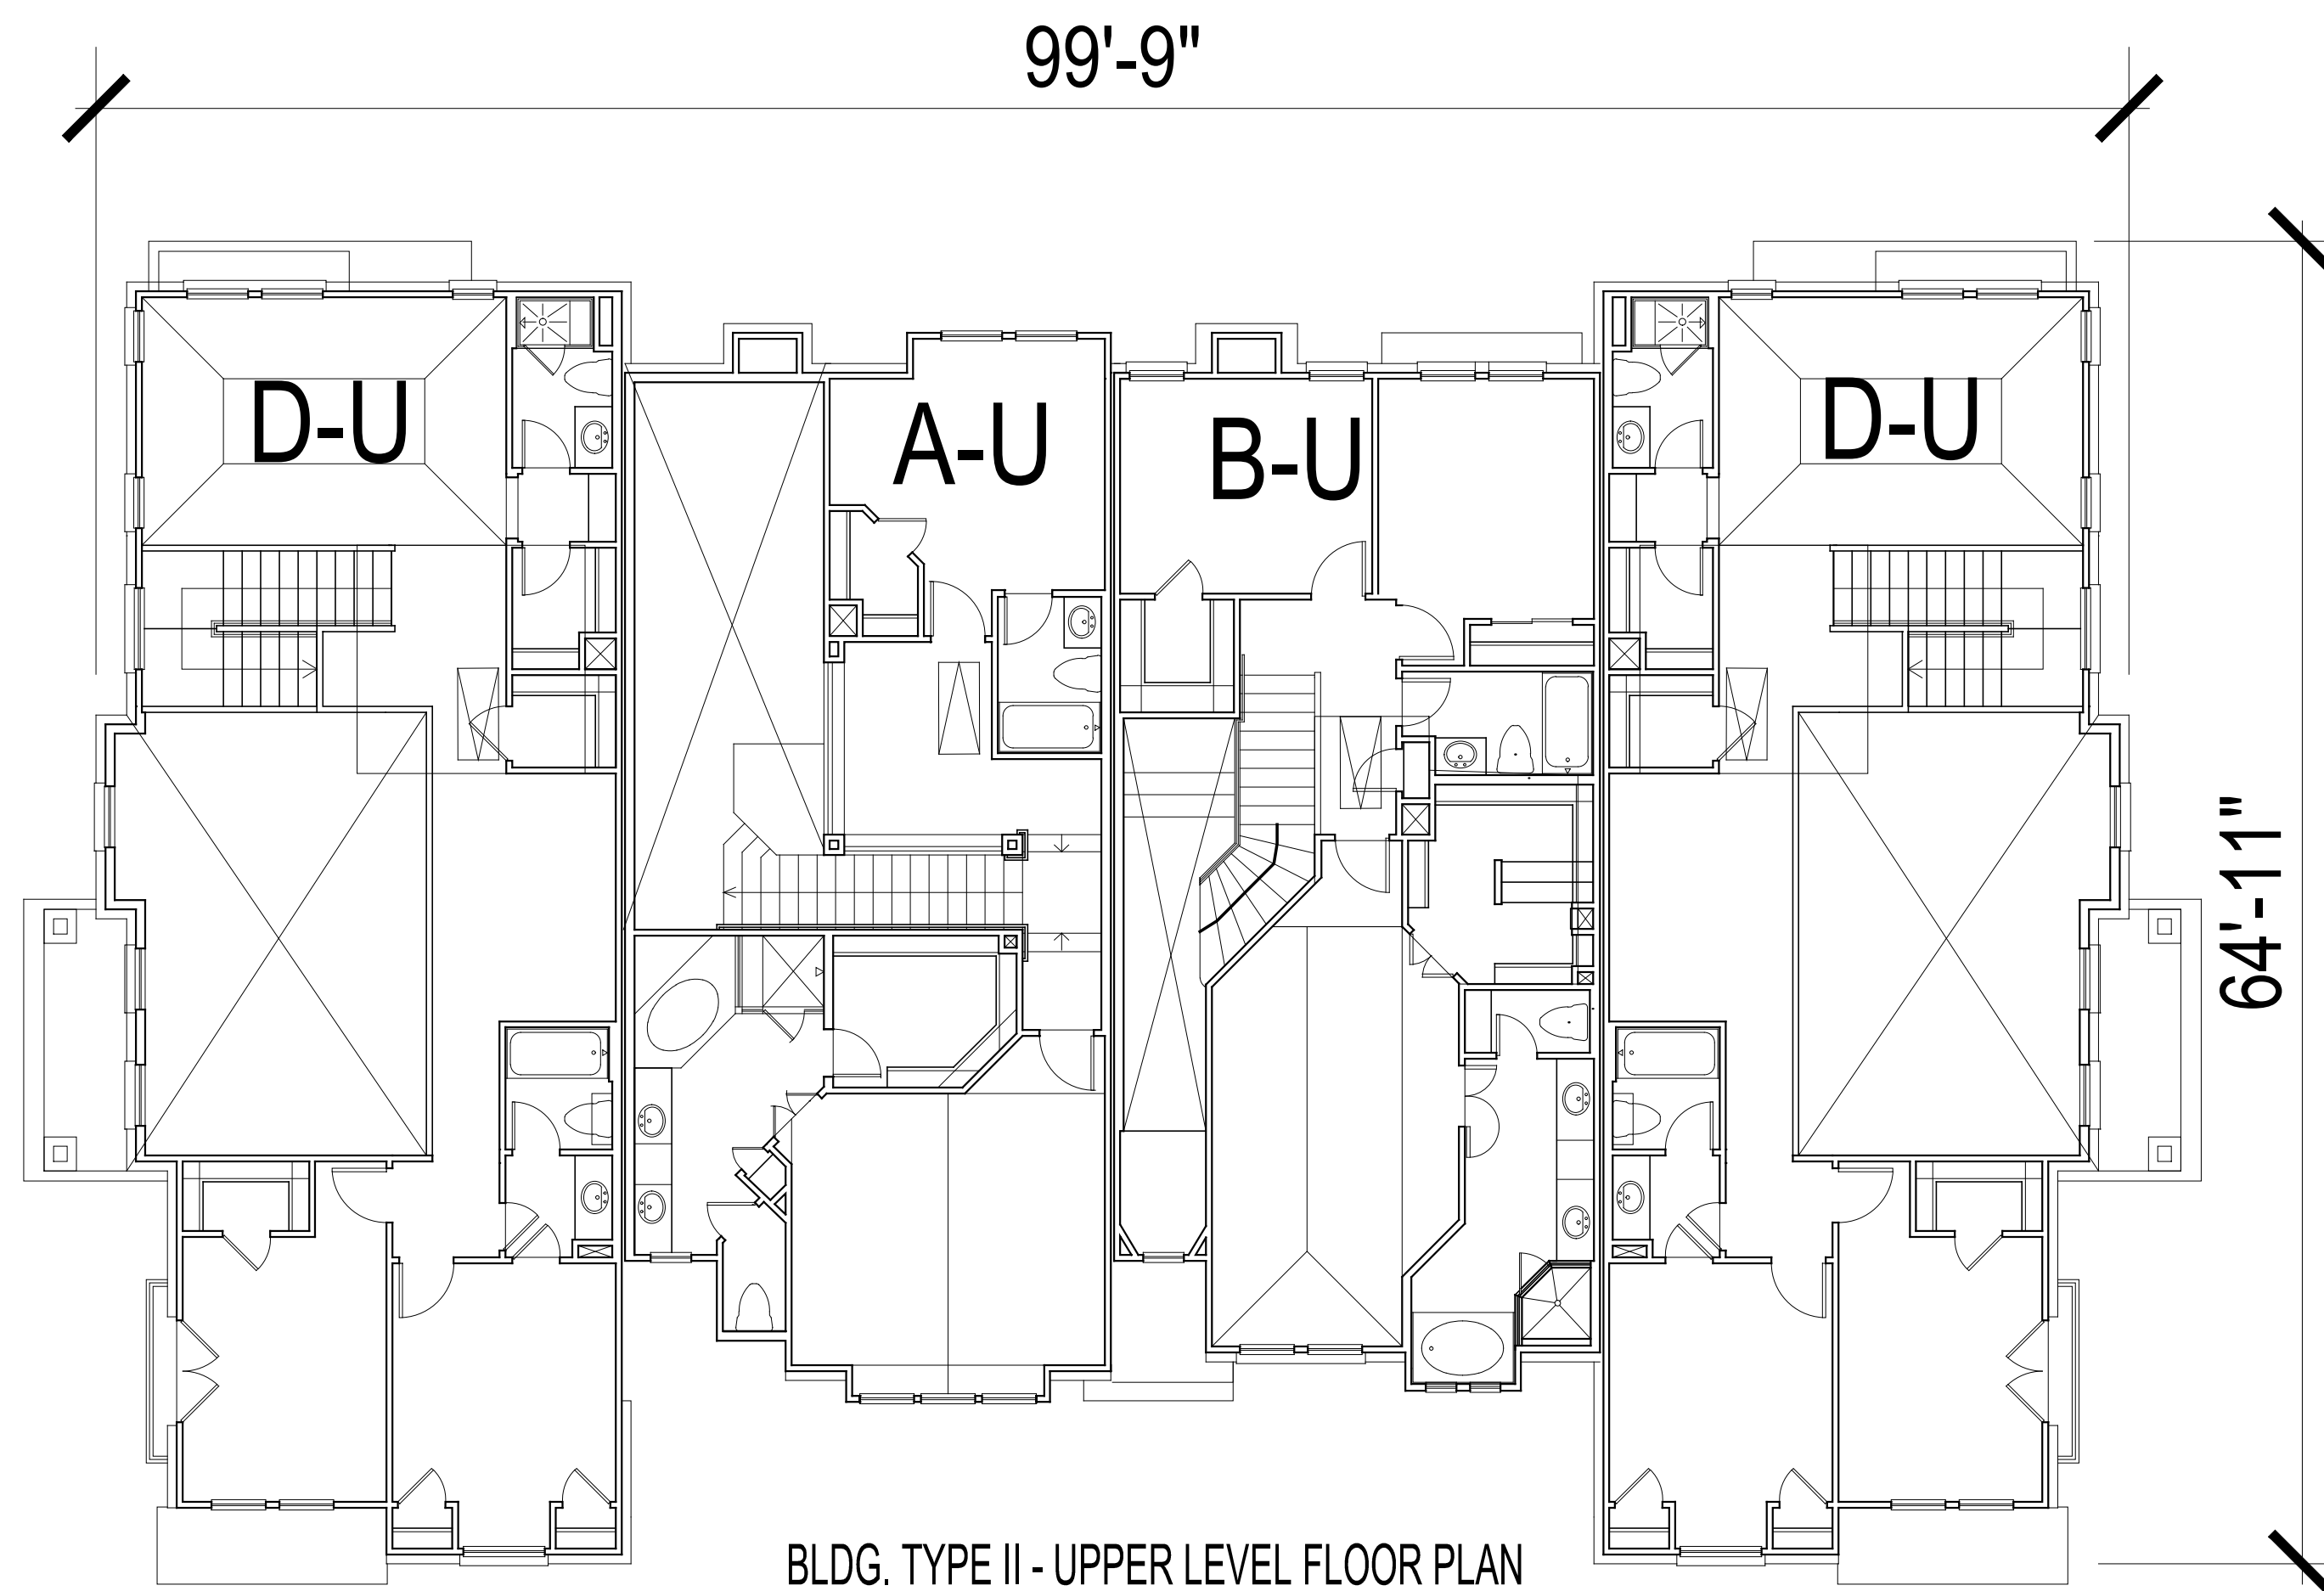 99'-9"
D-U
A-U
B-U
D-U
64'-11"
BLDG. TYPE II - UPPER LEVEL FLOOR PLAN